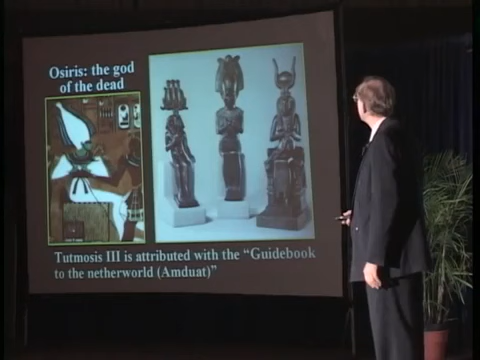 Osiris: the god
of the dead
Tutmosis III is attributed with the “Guidebook
to the netherworld (Amduat)”